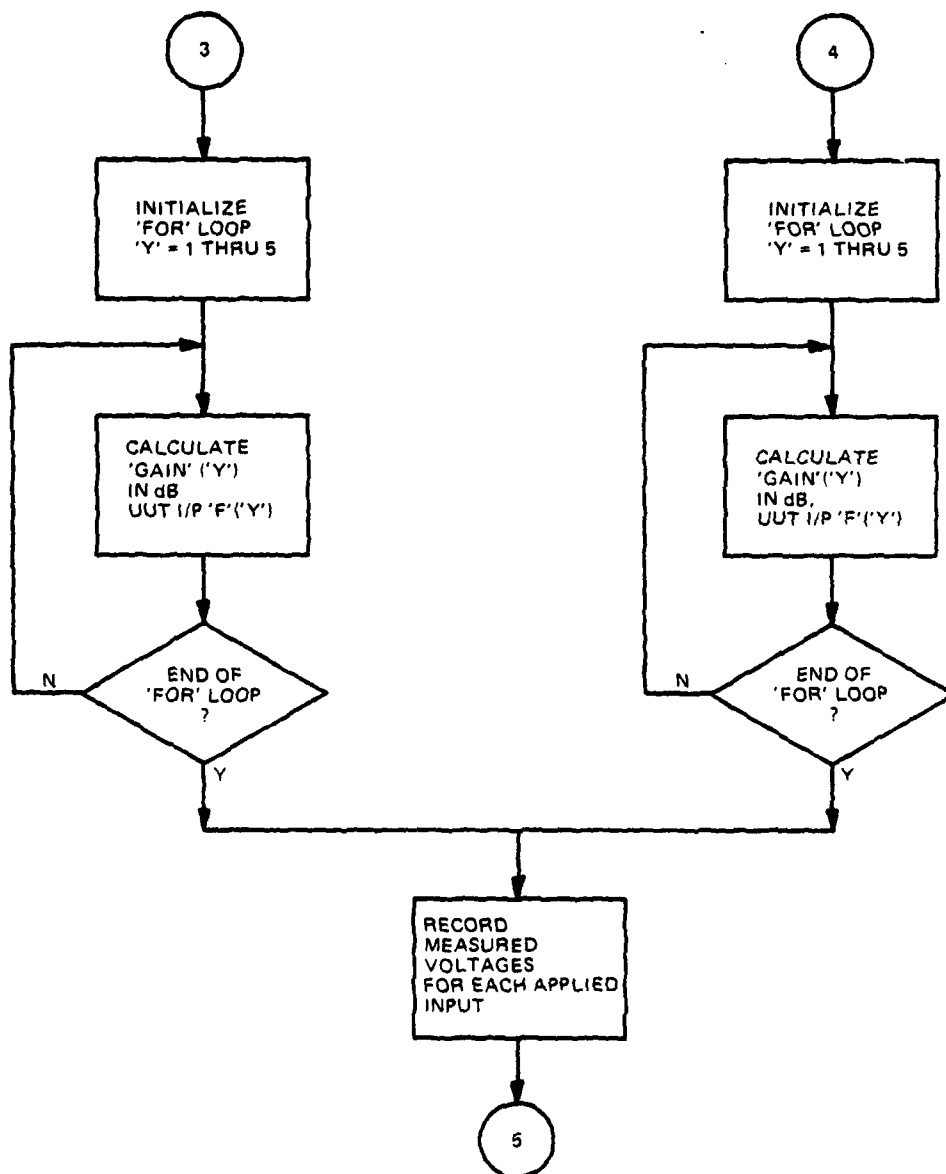 3
INITIALIZE
'FOR' LOOP
'Y' = 1 THRU 5
CALCULATE
'GAIN' ('Y')
IN dB
UUT I/P 'F'('Y')
N
END OF
'FOR' LOOP
?
Y
4
INITIALIZE
'FOR' LOOP
'Y' = 1 THRU 5
CALCULATE
'GAIN'('Y')
IN dB,
UUT I/P 'F'('Y')
N
END OF
'FOR' LOOP
?
Y
RECORD
MEASURED
VOLTAGES
FOR EACH APPLIED
INPUT
5